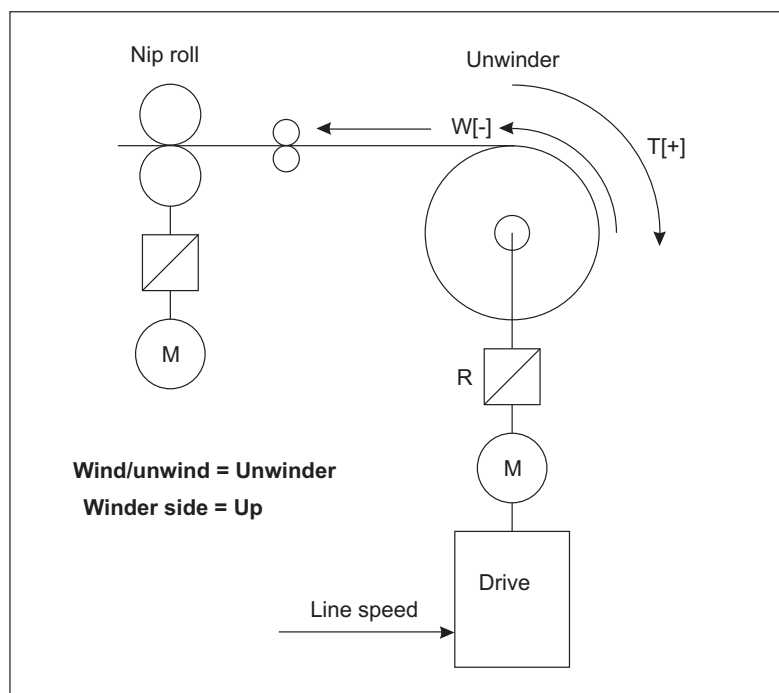 Nip roll
Unwinder
W[-]
T[+]
M
R
M
Wind/unwind = Unwinder
Winder side = Up
Drive
Line speed